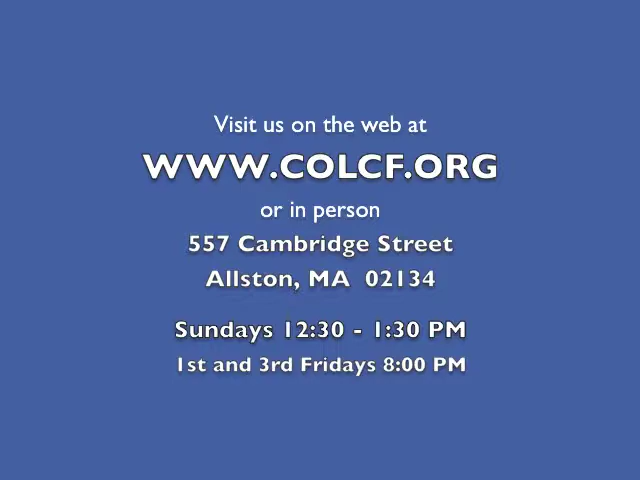 Visit us on the web at
WWW.COLCF.ORG
or in person
557 Cambridge Street
Allston, MA  02134
Sundays 12:30 - 1:30 PM
1st and 3rd Fridays 8:00 PM